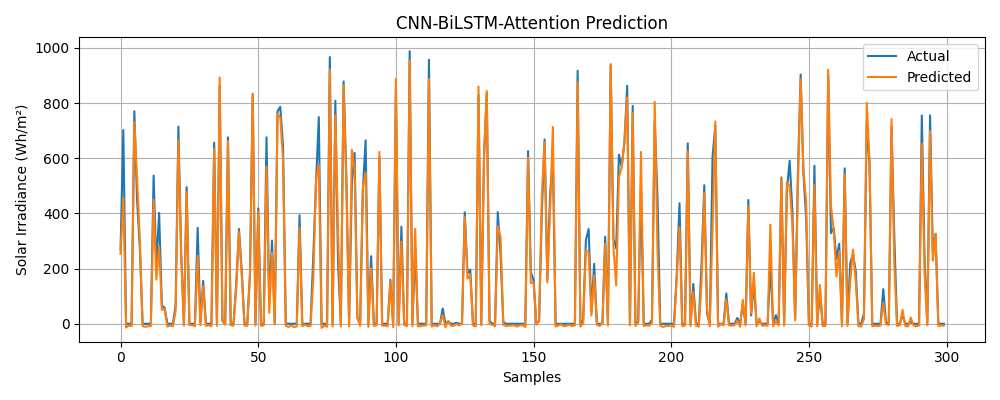 CNN-BiLSTM-Attention Prediction
Actual
Predicted
Solar Irradiance (Wh/m²)
1000
800
600
400
200
0
0 50 100 150 200 250 300
Samples